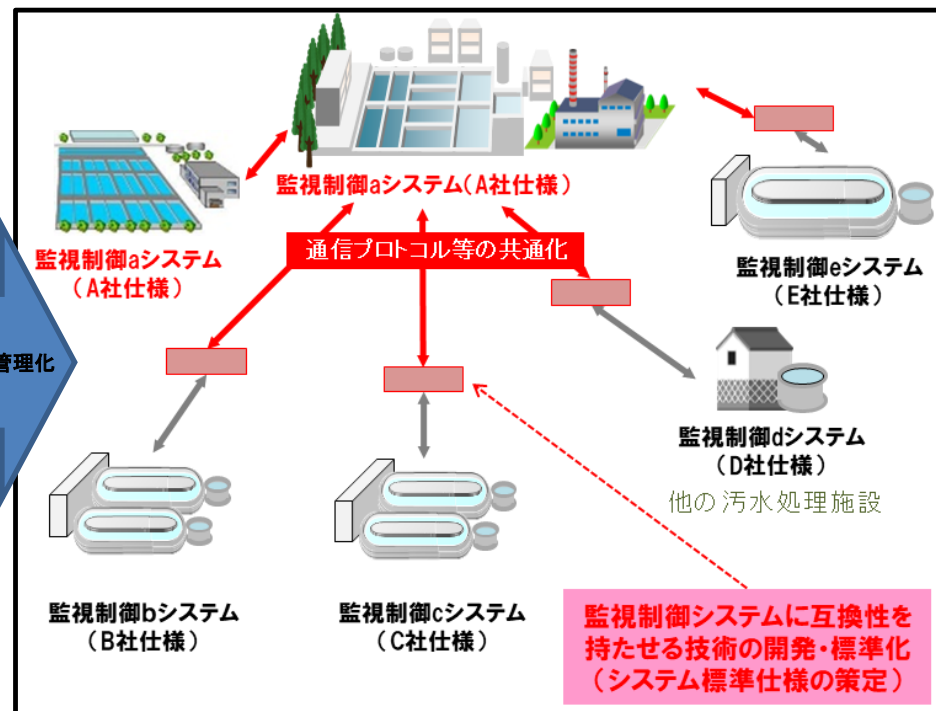 監視制御aシステム(A社仕様)
監視制御aシステム
(A社仕様)
通信プロトコル等の共通化
監視制御eシステム
(E社仕様)
管理化
監視制御dシステム
(D社仕様)
他の汚水処理施設
監視制御bシステム
(B社仕様)
監視制御cシステム
(C社仕様)
監視制御システムに互換性を
持たせる技術の開発・標準化
(システム標準仕様の策定)